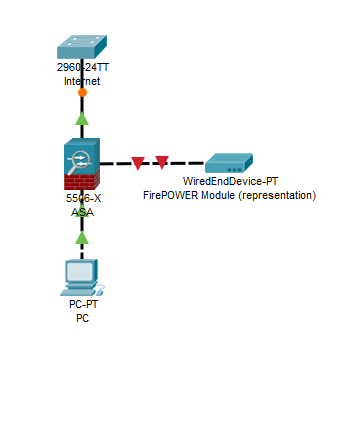 2960-24TT
Internet
5506-X
ASA
WiredEndDevice-PT
FirePOWER Module (representation)
PC-PT
PC